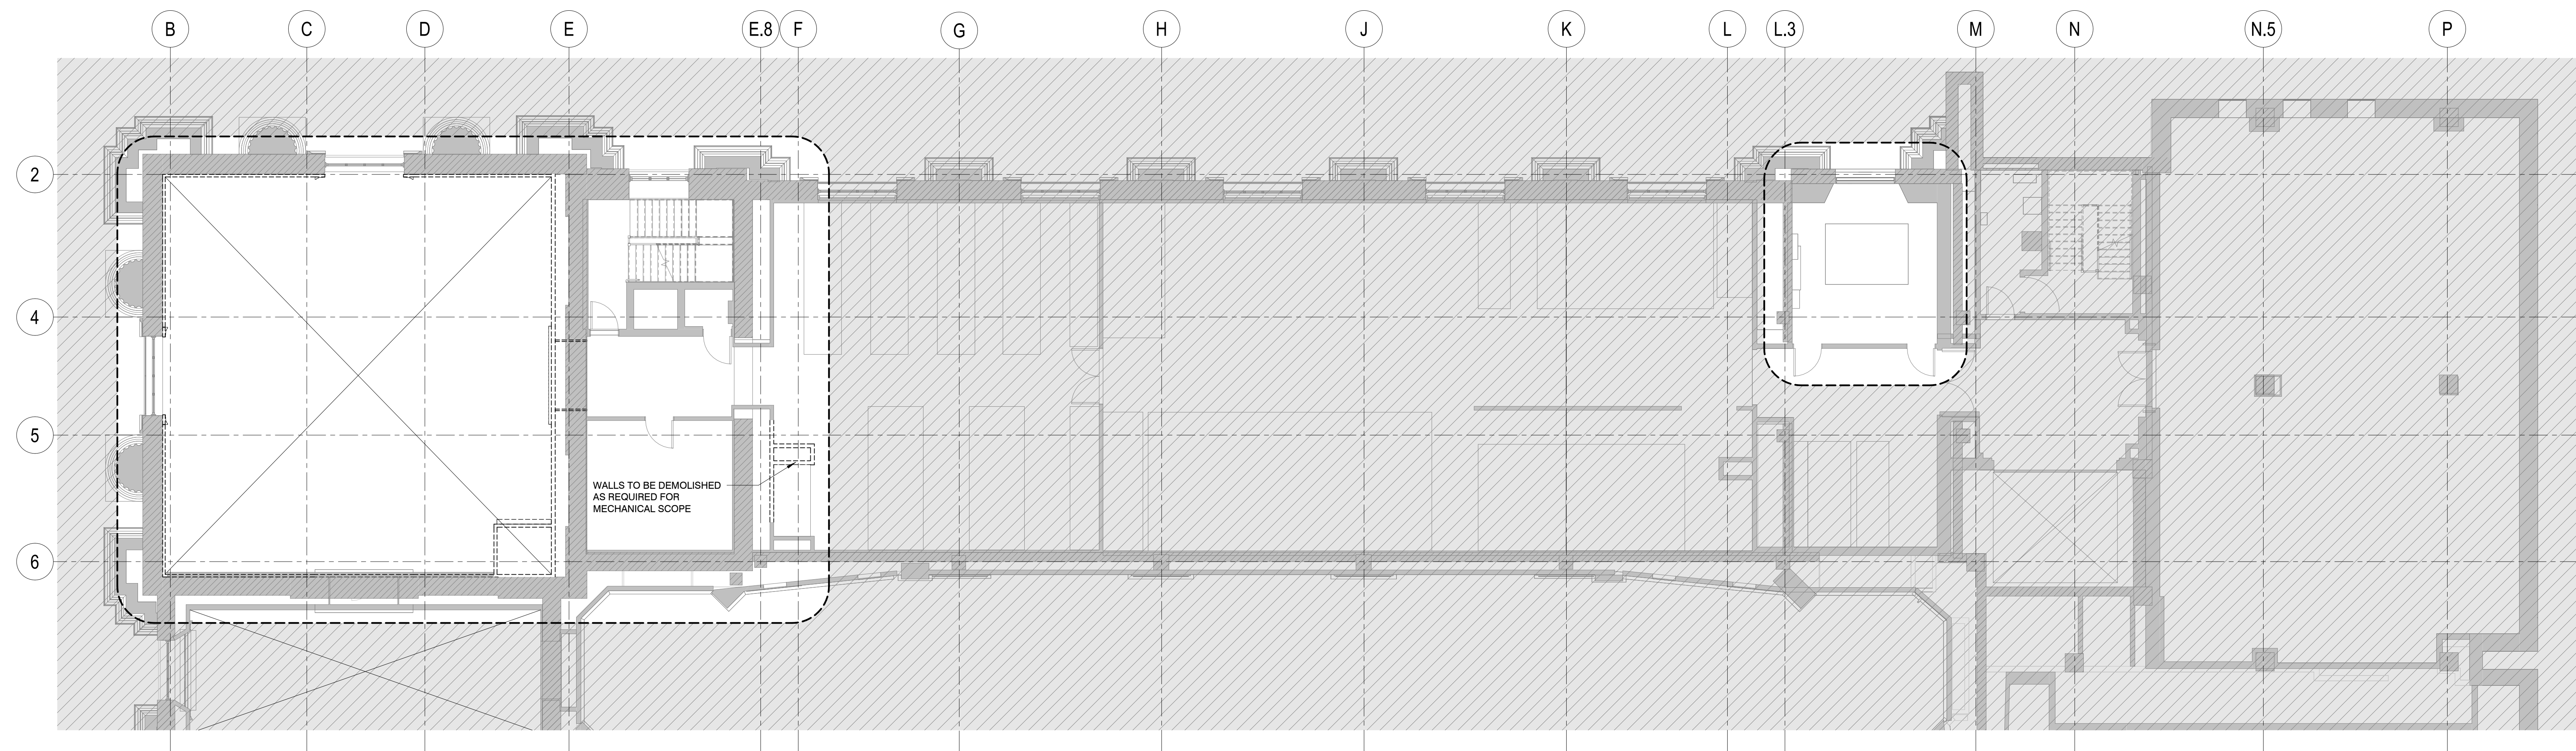 B C D E E.8 F G H J K L L.3 M N N.5 P
2
4
5
WALLS TO BE DEMOLISHED
AS REQUIRED FOR
MECHANICAL SCOPE
6